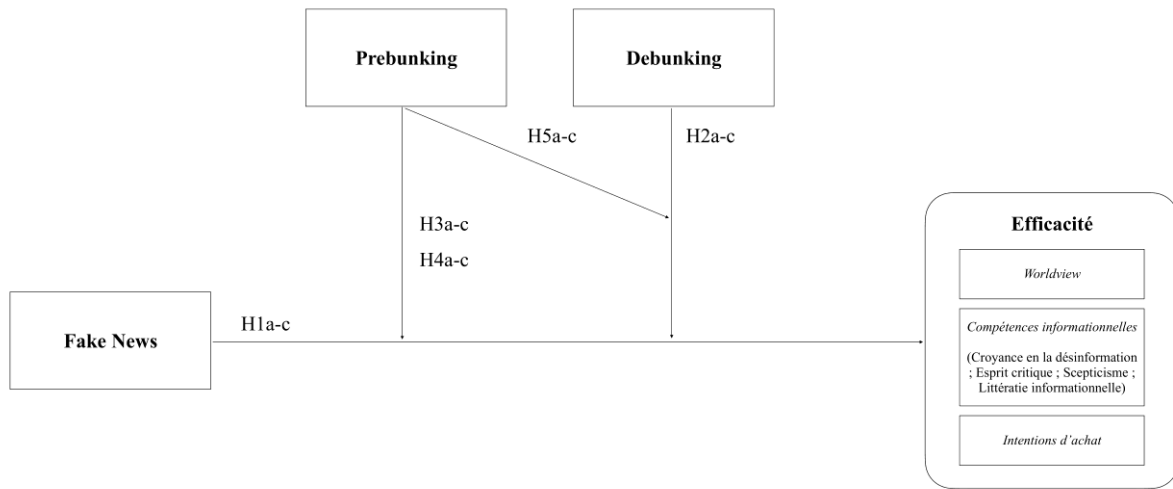 Prebunking
Debunking
H5a-c
H2a-c
H3a-c
H4a-c
Fake News
H1a-c
Efficacité
Worldview
Compétences informationnelles
(Croyance en la désinformation
; Esprit critique ; Scepticisme ;
Littératie informationnelle)
Intentions d’achat